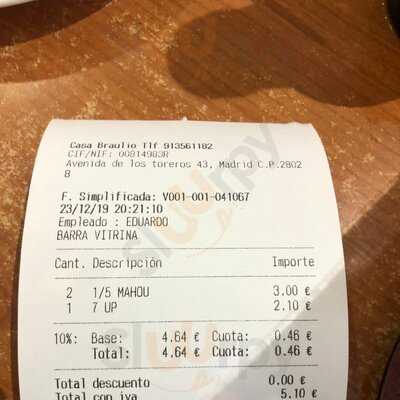 Casa Braulio Tlf 913561182
CIF/NIF: 00814983R
Avenida de los toreros 43, Madrid C.P.2802
8
F. Simplificada: V001-001-041067
23/12/19 20:21:10
Empleado : EDUARDO
BARRA VITRINA
Cant. Descripción Importe
2 1/5 MAHOU 3.00 €
1 7 UP 2.10 €
10%: Base: 4.64 € Cuota: 0.46 €
Total: 4.64 € Cuota: 0.46 €
Total descuento 0.00 €
Total con iva 5.10 €